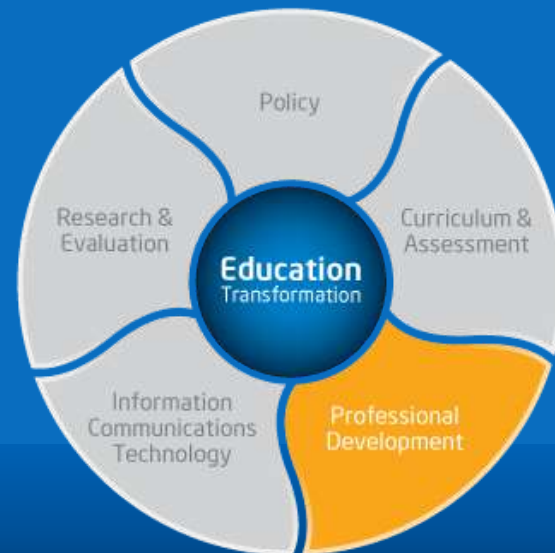 Policy
Research &
Evaluation
Curriculum &
Assessment
Education
Transformation
Information
Communications
Technology
Professional
Development